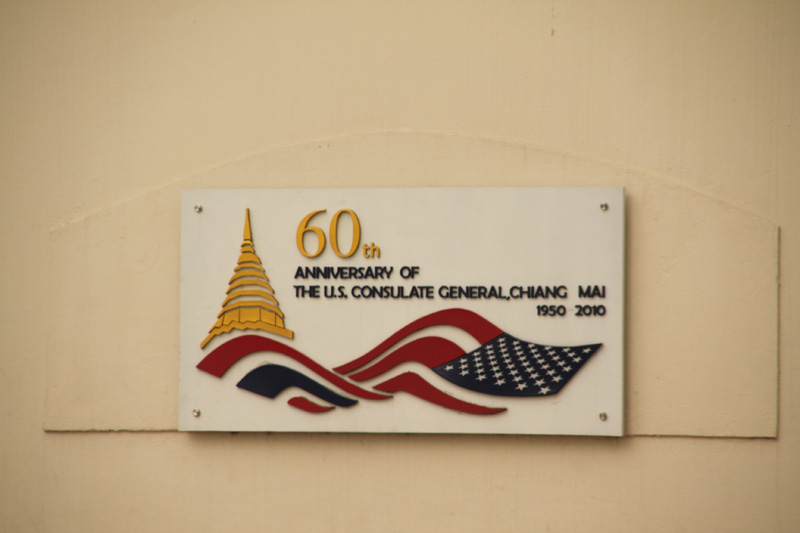 60th
ANNIVERSARY OF
THE U.S. CONSULATE GENERAL,CHIANG MAI
1950-2010